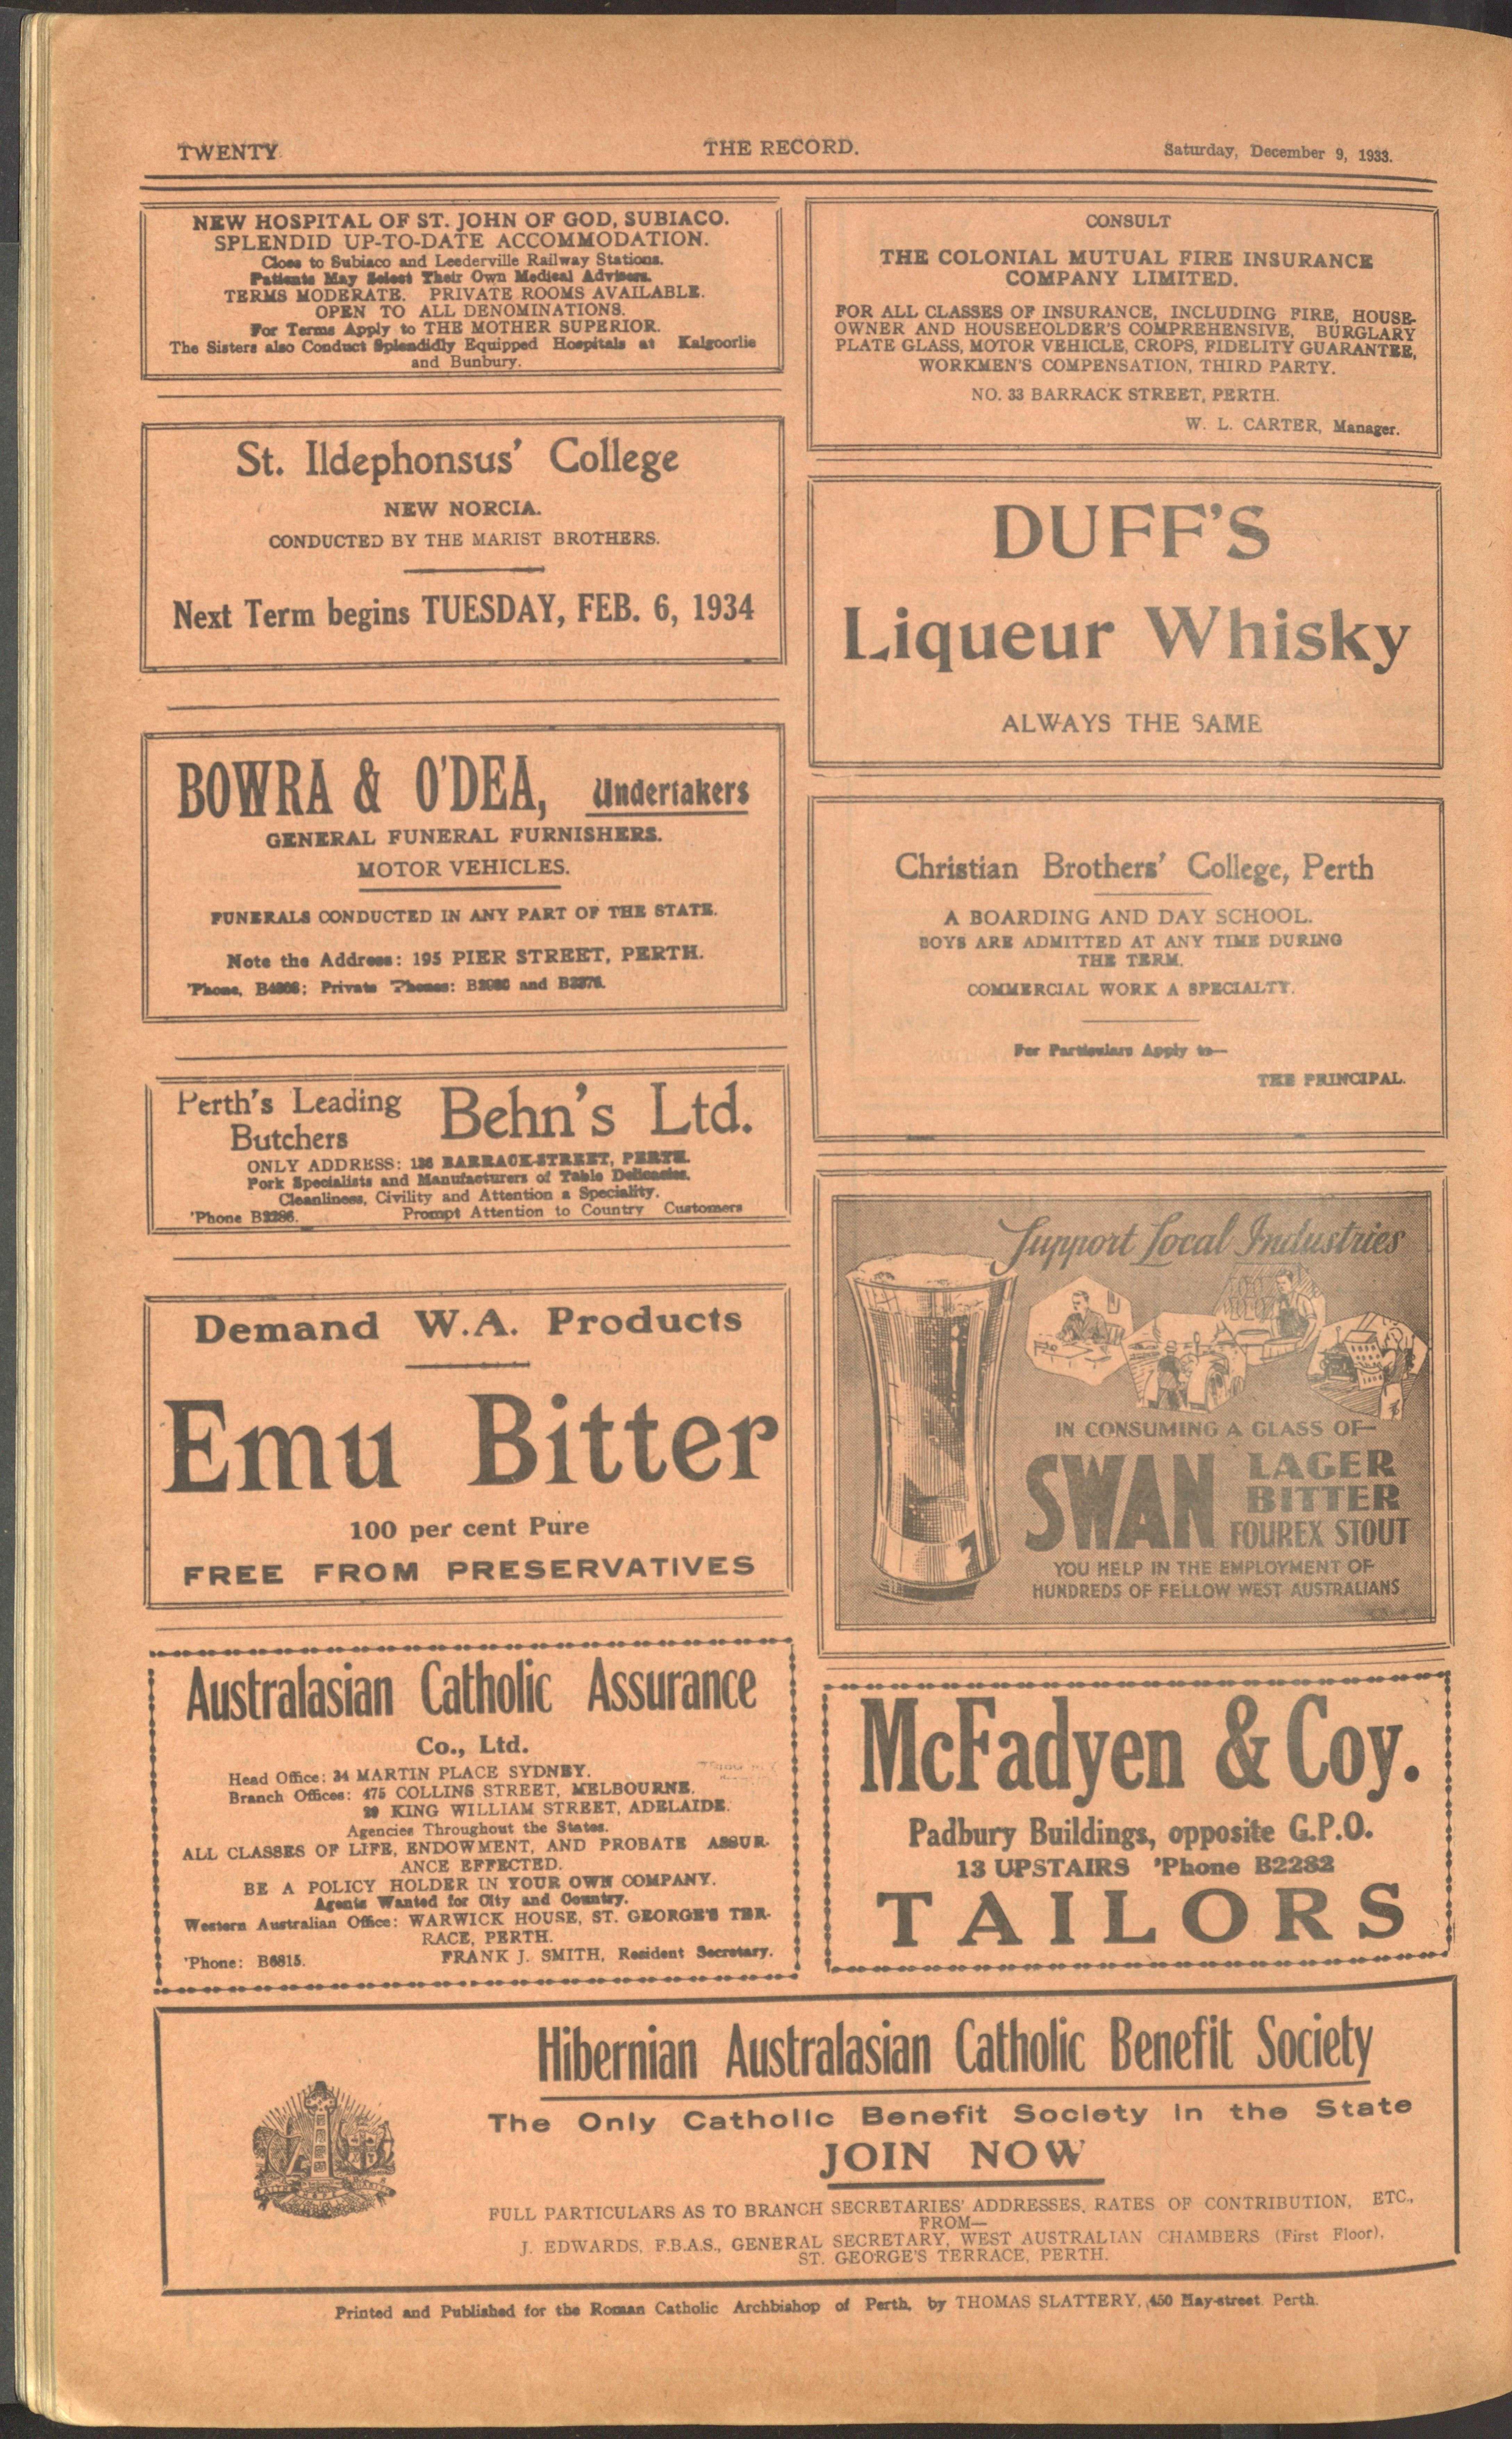 TWENTY
THE RECORD.
Saturday, December 9, 1933.
NEW HOSPITAL OF ST. JOHN OF GOD, SUBIACO.
SPLENDID UP-TO-DATE ACCOMMODATION.
Close to Subiaco and Leederville Railway Stations.
Patients May Select Their Own Medical Advisers.
TERMS MODERATE. PRIVATE ROOMS AVAILABLE.
OPEN TO ALL DENOMINATIONS.
For Terms Apply to THE MOTHER SUPERIOR.
The Sisters also Conduct Splendidly Equipped Hospitals at Kalgoorlie
and Bunbury.
St. Ildephonsus' College
NEW NORCIA.
CONDUCTED BY THE MARIST BROTHERS.
Next Term begins TUESDAY, FEB. 6, 1934
BOWRA & O'DEA, Undertakers
GENERAL FUNERAL FURNISHERS.
MOTOR VEHICLES.
FUNERALS CONDUCTED IN ANY PART OF THE STATE.
Note the Address: 195 PIER STREET, PERTH.
'Phone, Private 'Phones: and
Perth's Leading
Butchers
Behn's Ltd.
ONLY ADDRESS: 136 BARRACK-STREET, PERTH.
Pork Specialists and Manufacturers of Table Delicacies.
Cleanliness, Civility and Attention a Speciality.
'Phone Prompt Attention to Country Customers
Demand W.A. Products
Emu Bitter
100 per cent Pure
FREE FROM PRESERVATIVES
Australasian Catholic Assurance
Co., Ltd.
Head Office: 34 MARTIN PLACE SYDNEY.
Branch Offices: 475 COLLINS STREET, MELBOURNE.
KING WILLIAM STREET, ADELAIDE.
Agencies Throughout the States.
ALL CLASSES OF LIFE, ENDOWMENT, AND PROBATE ASSUR-
ANCE EFFECTED.
BE A POLICY HOLDER IN YOUR OWN COMPANY.
Agents Wanted for City and Country.
Western Australian Office: WARWICK HOUSE, ST. GEORGE'S TER-
RACE, PERTH.
'Phone: B6815. FRANK J. SMITH, Resident Secretary.
CONSULT
THE COLONIAL MUTUAL FIRE INSURANCE
COMPANY LIMITED.
FOR ALL CLASSES OF INSURANCE, INCLUDING FIRE, HOUSE-
OWNER AND HOUSEHOLDER'S COMPREHENSIVE, BURGLARY
PLATE GLASS, MOTOR VEHICLE, CROPS, FIDELITY GUARANTEE,
WORKMEN'S COMPENSATION, THIRD PARTY.
NO. 33 BARRACK STREET, PERTH.
W. L. CARTER, Manager.
DUFF'S
Liqueur Whisky
ALWAYS THE SAME
Christian Brothers' College, Perth
A BOARDING AND DAY SCHOOL.
BOYS ARE ADMITTED AT ANY TIME DURING
THE TERM.
COMMERCIAL WORK A SPECIALTY.
For Particulars Apply to—
THE PRINCIPAL.
Support Local Industries
IN CONSUMING A GLASS OF—
SWAN LAGER
BITTER
FOUREX STOUT
YOU HELP IN THE EMPLOYMENT OF
HUNDREDS OF FELLOW WEST AUSTRALIANS
McFadyen & Coy.
Padbury Buildings, opposite G.P.O.
13 UPSTAIRS 'Phone B2282
TAILORS
Hibernian Australasian Catholic Benefit Society
The Only Catholic Benefit Society in the State
JOIN NOW
FULL PARTICULARS AS TO BRANCH SECRETARIES' ADDRESSES, RATES OF CONTRIBUTION, ETC.,
FROM—
J. EDWARDS, F.B.A.S., GENERAL SECRETARY, WEST AUSTRALIAN CHAMBERS (First Floor),
ST. GEORGE'S TERRACE, PERTH.
Printed and Published for the Roman Catholic Archbishop of Perth, by THOMAS SLATTERY, 450 Hay-street. Perth.